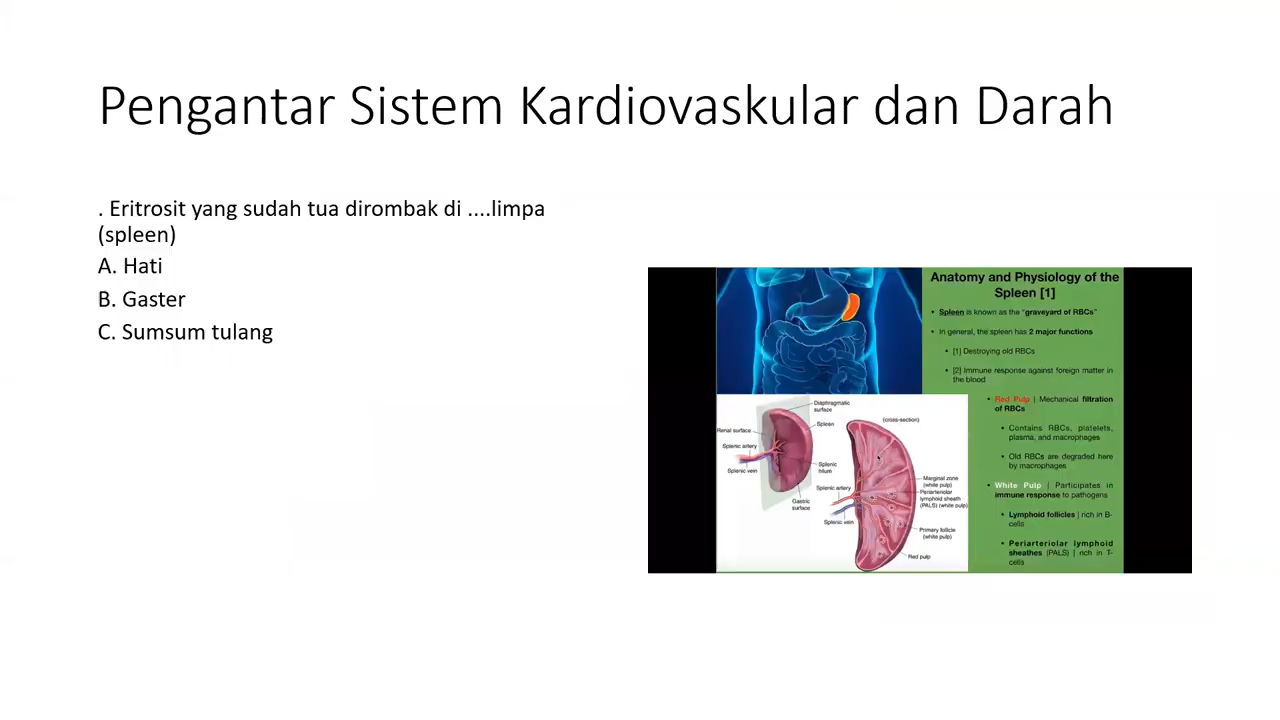 Pengantar Sistem Kardiovaskular dan Darah
. Eritrosit yang sudah tua dirombak di ....limpa
(spleen)
A. Hati
B. Gaster
C. Sumsum tulang
Anatomy and Physiology of the
Spleen [1]
• Spleen is known as the "graveyard of RBCs"
• In general, the spleen has 2 major functions
• [1] Destroying old RBCs
• [2] Immune response against foreign matter in
the blood
• Red Pulp | Mechanical filtration
of RBCs
• Contains RBCs, platelets,
plasma, and macrophages
• Old RBCs are degraded here
by macrophages
• White Pulp | Participates in
immune response to pathogens
• Lymphoid follicles | rich in B-
cells
• Periarteriolar lymphoid
sheathes (PALS) | rich in T-
cells
Diaphragmatic
surface
Spleen
Renal surface
Splenic artery
Splenic vein
Splenic
hilum
Gastric
surface
(cross-section)
Splenic artery
Splenic vein
Marginal zone
(white pulp)
Periarteriolar
lymphoid sheath
(PALS) (white pulp)
Primary follicle
(white pulp)
Red pulp